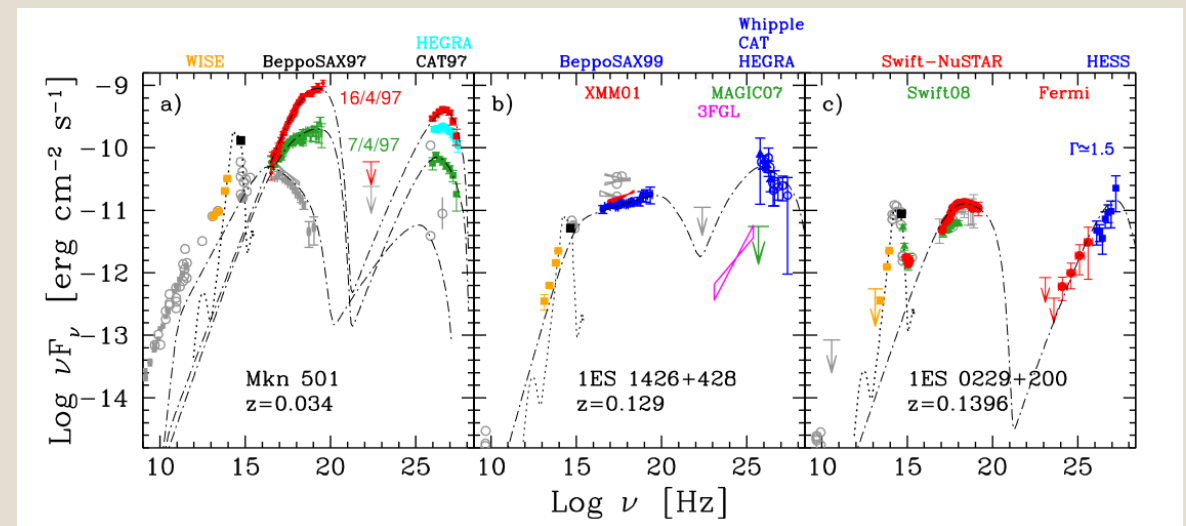 Whipple
HEGRA CAT
WISE BeppoSAX97 CAT97 BeppoSAX99 HEGRA Swift-NuSTAR HESS
-9 a) 16/4/97 b) XMM01 MAGIC07 c) Swift08 Fermi
3FGL
7/4/97
-10 Γ≃1.5
-11
-12
-13
Mkn 501 1ES 1426+428 1ES 0229+200
-14 z=0.034 z=0.129 z=0.1396
10 15 20 25 10 15 20 25 10 15 20 25
Log ν [Hz]
Log νFν [erg cm−2 s−1]